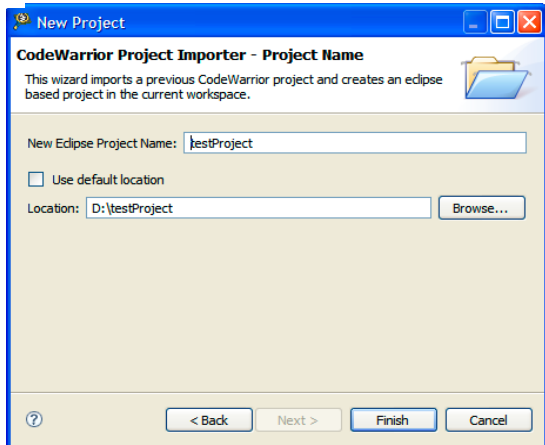 New Project
CodeWarrior Project Importer - Project Name
This wizard imports a previous CodeWarrior project and creates an eclipse
based project in the current workspace.
New Eclipse Project Name: testProject
Use default location
Location: D:\testProject Browse...
? < Back Next > Finish Cancel